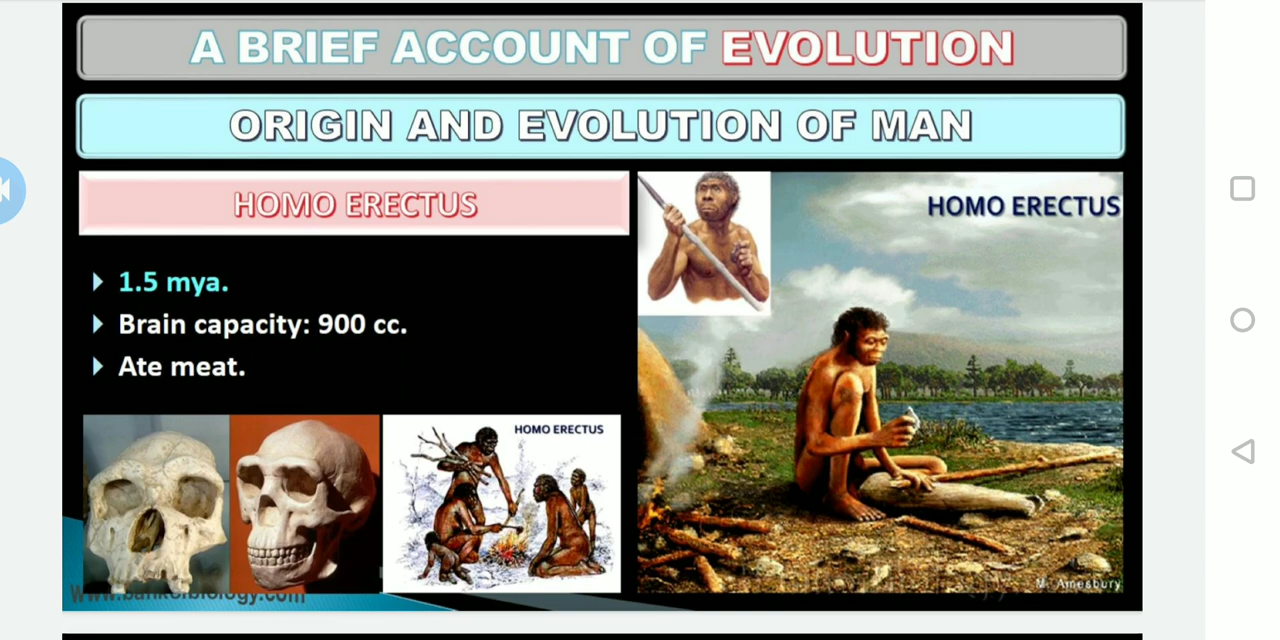 A BRIEF ACCOUNT OF EVOLUTION
ORIGIN AND EVOLUTION OF MAN
HOMO ERECTUS
1.5 mya.
Brain capacity: 900 cc.
Ate meat.
HOMO ERECTUS
HOMO ERECTUS
M. Amesbury